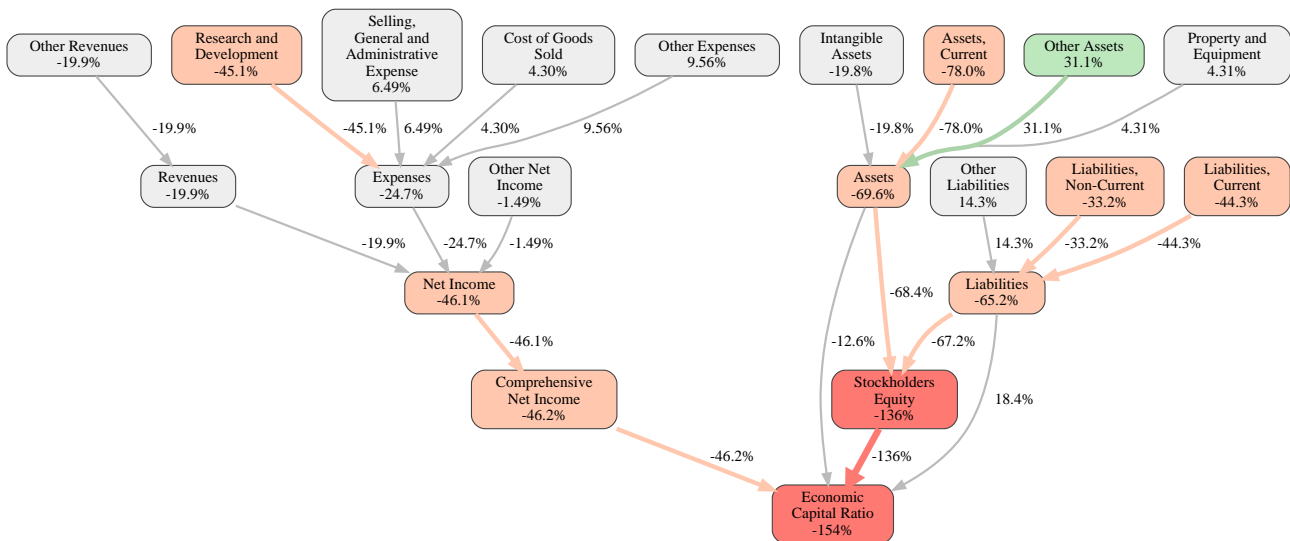 Other Revenues
-19.9%
Research and
Development
-45.1%
Selling,
General and
Administrative
Expense
6.49%
Cost of Goods
Sold
4.30%
Other Expenses
9.56%
Intangible
Assets
-19.8%
Assets,
Current
-78.0%
Other Assets
31.1%
Property and
Equipment
4.31%
-19.9%
-45.1%
6.49%
4.30%
9.56%
-19.8%
-78.0%
31.1%
4.31%
Revenues
-19.9%
Expenses
-24.7%
Other Net
Income
-1.49%
Assets
-69.6%
Other
Liabilities
14.3%
Liabilities,
Non-Current
-33.2%
Liabilities,
Current
-44.3%
-19.9%
-24.7%
-1.49%
14.3%
-33.2%
-44.3%
Net Income
-46.1%
-68.4%
Liabilities
-65.2%
-46.1%
-12.6%
-67.2%
Comprehensive
Net Income
-46.2%
Stockholders
Equity
-136%
18.4%
-46.2%
-136%
Economic
Capital Ratio
-154%